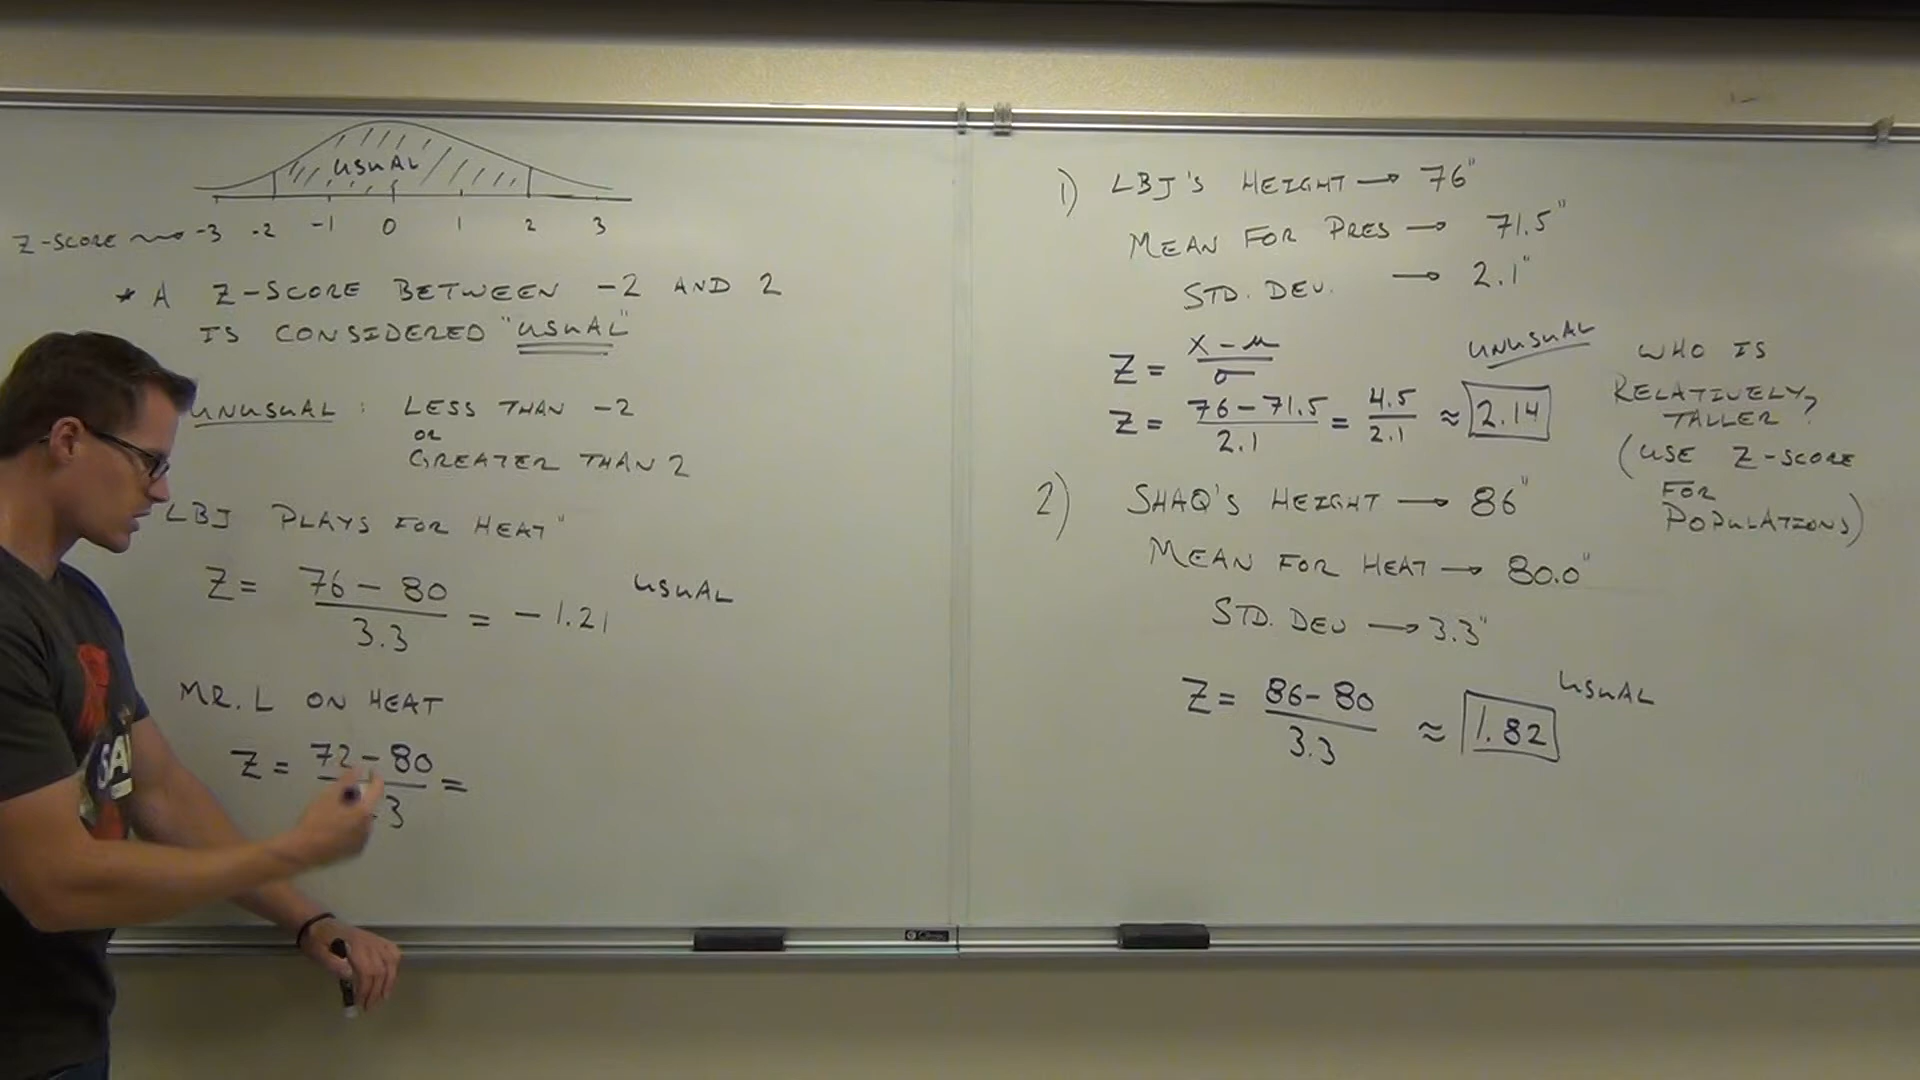 USUAL
Z-SCORE → -3 -2 -1 0 1 2 3
* A Z-SCORE BETWEEN -2 AND 2
IS CONSIDERED "USUAL"
UNUSUAL: LESS THAN -2
OR
GREATER THAN 2
LBJ PLAYS FOR HEAT"
Z = 76 - 80
3.3
= -1.21
USUAL
MR. L ON HEAT
Z = 72 - 80
3
=
1) LBJ'S HEIGHT → 76"
MEAN FOR PRES → 71.5"
STD. DEV. → 2.1"
Z = X - μ
σ
UNUSUAL
Z = 76 - 71.5
2.1
= 4.5
2.1
≈ 2.14
WHO IS
RELATIVELY
TALLER?
(USE Z-SCORE
FOR
POPULATIONS)
2) SHAQ'S HEIGHT → 86"
MEAN FOR HEAT → 80.0"
STD. DEV → 3.3"
Z = 86 - 80
3.3
≈ 1.82
USUAL